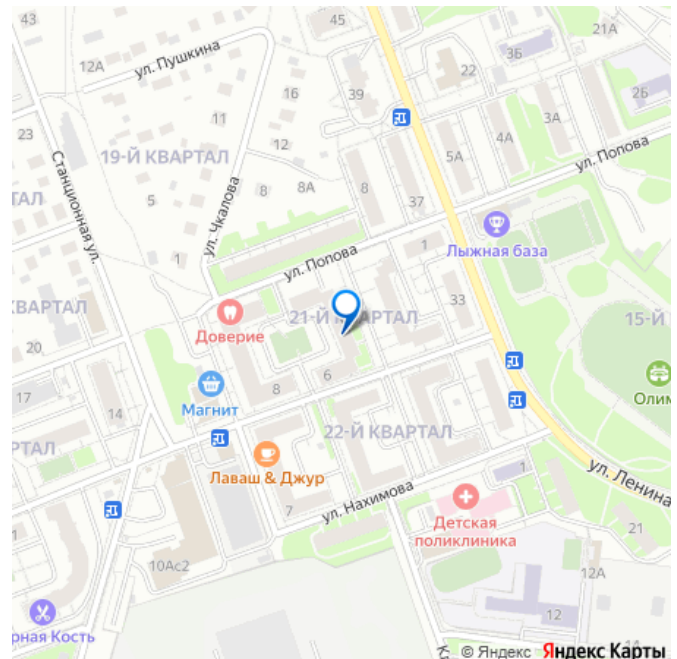 43
45
21А
ул. Пушкина
12А
3Б
22
39
16
2Б
23
11
3А
4А
12
5А
19-Й КВАРТАЛ
ул. Попова
ТАЛ
Станционная ул.
5
ул. Чкалова
8
8А
8
37
Лыжная база
1
ул. Попова
1
КВАРТАЛ
33
21-Й КВАРТАЛ
15-Й
Доверие
20
Олим
17
6
8
Магнит
14
22-Й КВАРТАЛ
РТАЛ
Лаваш & Джур
ул. Ленина
1
ул. Нахимова
7
Детская
поликлиника
21
10Ас2
12А
12
рная Кость
© Яндекс Яндекс Карты